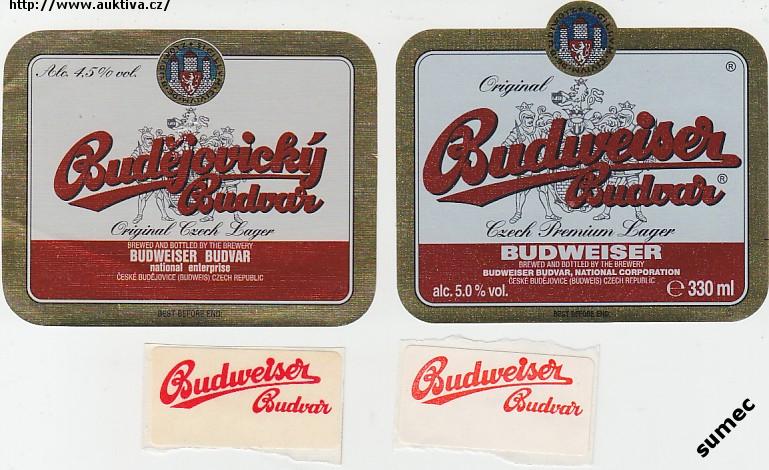 http://www.auktiva.cz/
Alc. 4.5% vol.
Budějovický
Budvar
Original Czech Lager
BREWED AND BOTTLED BY THE BREWERY
BUDWEISER BUDVAR
national enterprise
ČESKÉ BUDĚJOVICE (BUDWEIS) CZECH REPUBLIC
BEST BEFORE END:
®
Original
Budweiser
Budvar®
Czech Premium Lager
BUDWEISER
BREWED AND BOTTLED BY THE BREWERY
BUDWEISER BUDVAR, NATIONAL CORPORATION
ČESKÉ BUDĚJOVICE (BUDWEIS) CZECH REPUBLIC
alc. 5.0 % vol.
℮ 330 ml
BEST BEFORE END:
Budweiser
Budvar
Budweiser
Budvar
sumec